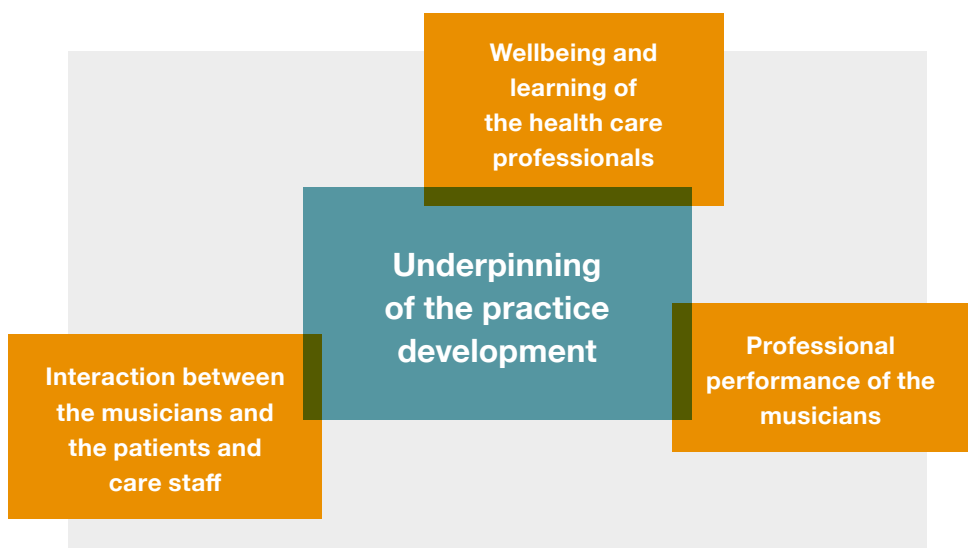 Wellbeing and
learning of
the health care
professionals
Underpinning
of the practice
development
Interaction between
the musicians and
the patients and
care staff
Professional
performance of the
musicians